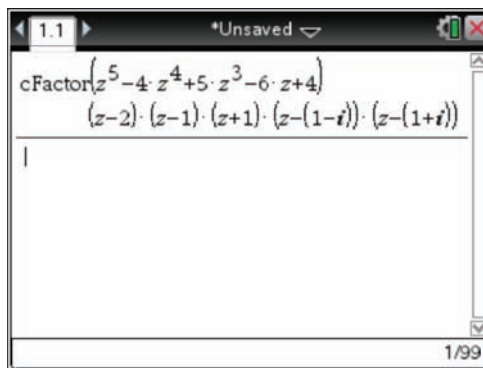 1.1 *Unsaved
cFactor(z^5−4·z^4+5·z^3−6·z+4)
(z−2)·(z−1)·(z+1)·(z−(1−i))·(z−(1+i))
1/99